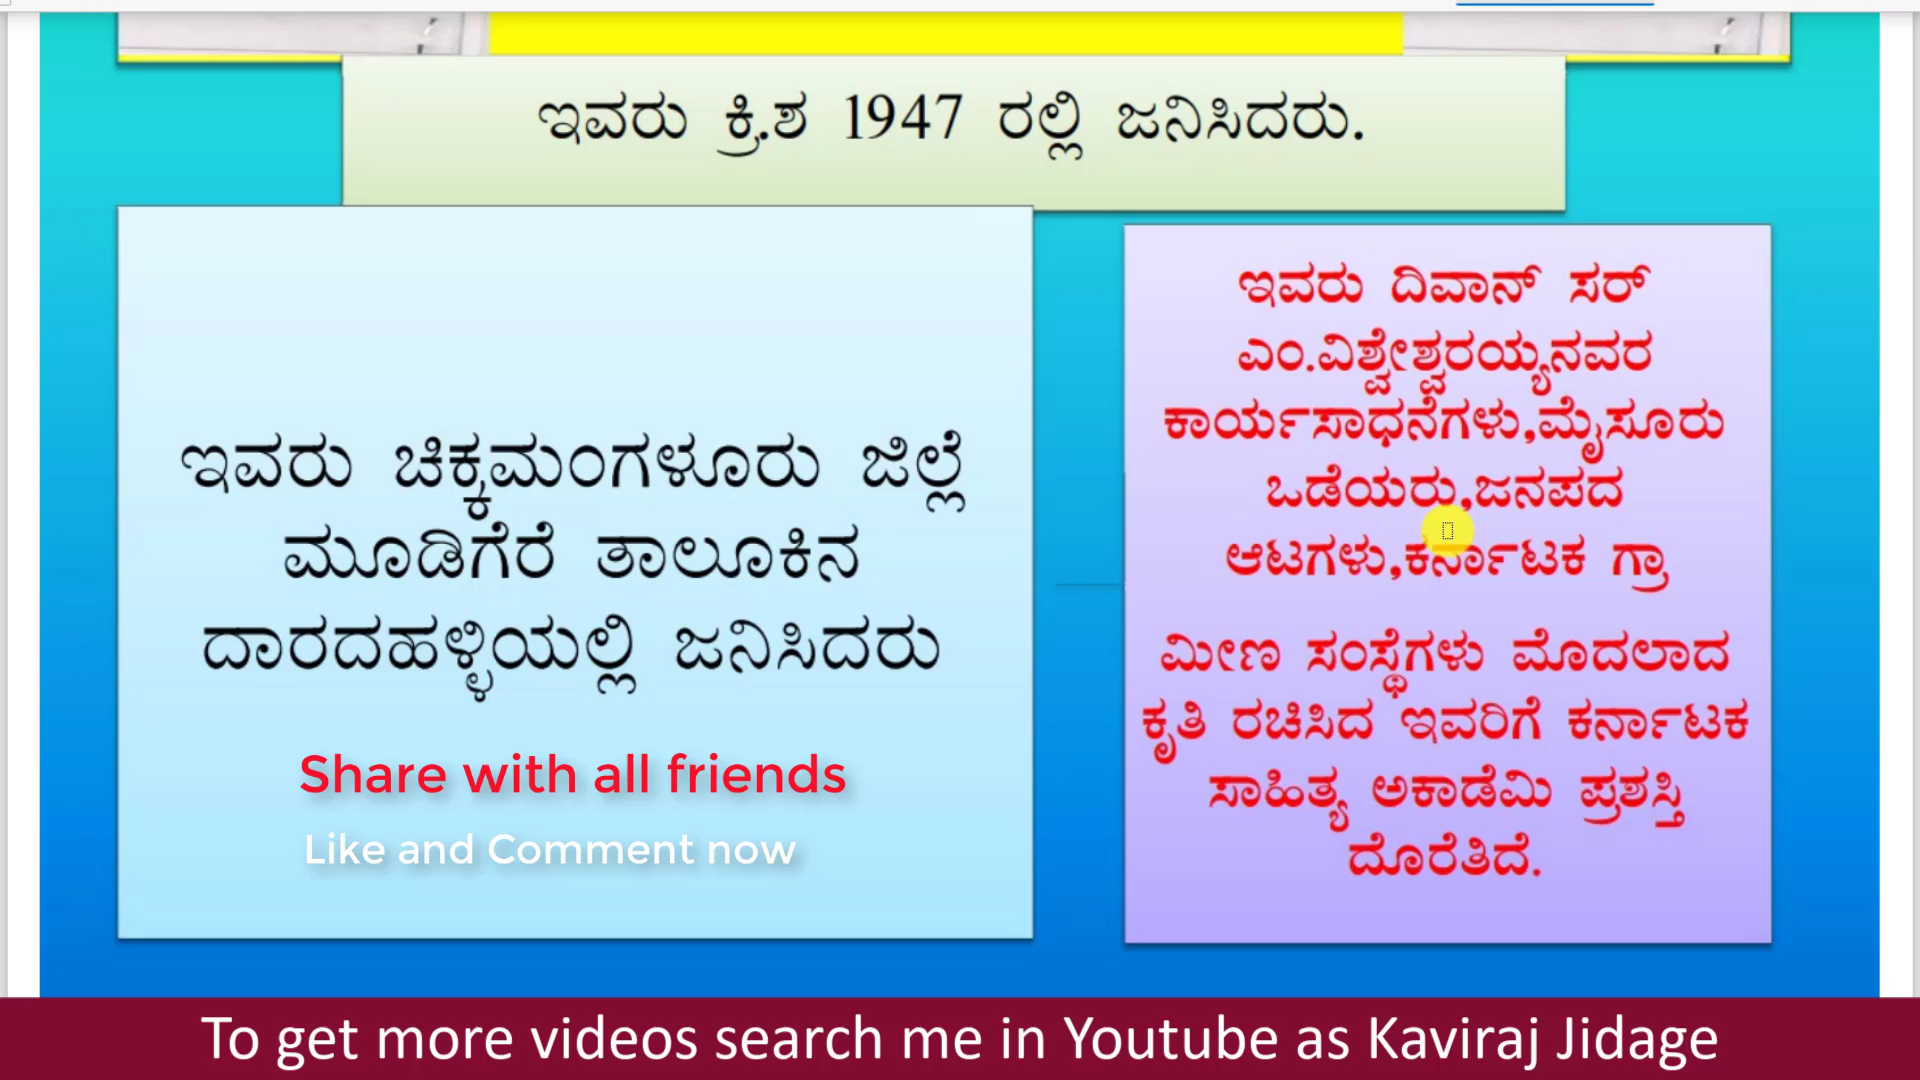 ಇವರು ಕ್ರಿ.ಶ 1947 ರಲ್ಲಿ ಜನಿಸಿದರು.
ಇವರು ಚಿಕ್ಕಮಂಗಳೂರು ಜಿಲ್ಲೆ
ಮೂಡಿಗೆರೆ ತಾಲೂಕಿನ
ದಾರದಹಳ್ಳಿಯಲ್ಲಿ ಜನಿಸಿದರು
Share with all friends
Like and Comment now
ಇವರು ದಿವಾನ್ ಸರ್
ಎಂ.ವಿಶ್ವೇಶ್ವರಯ್ಯನವರ
ಕಾರ್ಯಸಾಧನೆಗಳು,ಮೈಸೂರು
ಒಡೆಯರು,ಜನಪದ
ಆಟಗಳು,ಕರ್ನಾಟಕ ಗ್ರಾ
ಮೀಣ ಸಂಸ್ಥೆಗಳು ಮೊದಲಾದ
ಕೃತಿ ರಚಿಸಿದ ಇವರಿಗೆ ಕರ್ನಾಟಕ
ಸಾಹಿತ್ಯ ಅಕಾಡೆಮಿ ಪ್ರಶಸ್ತಿ
ದೊರೆತಿದೆ.
To get more videos search me in Youtube as Kaviraj Jidage